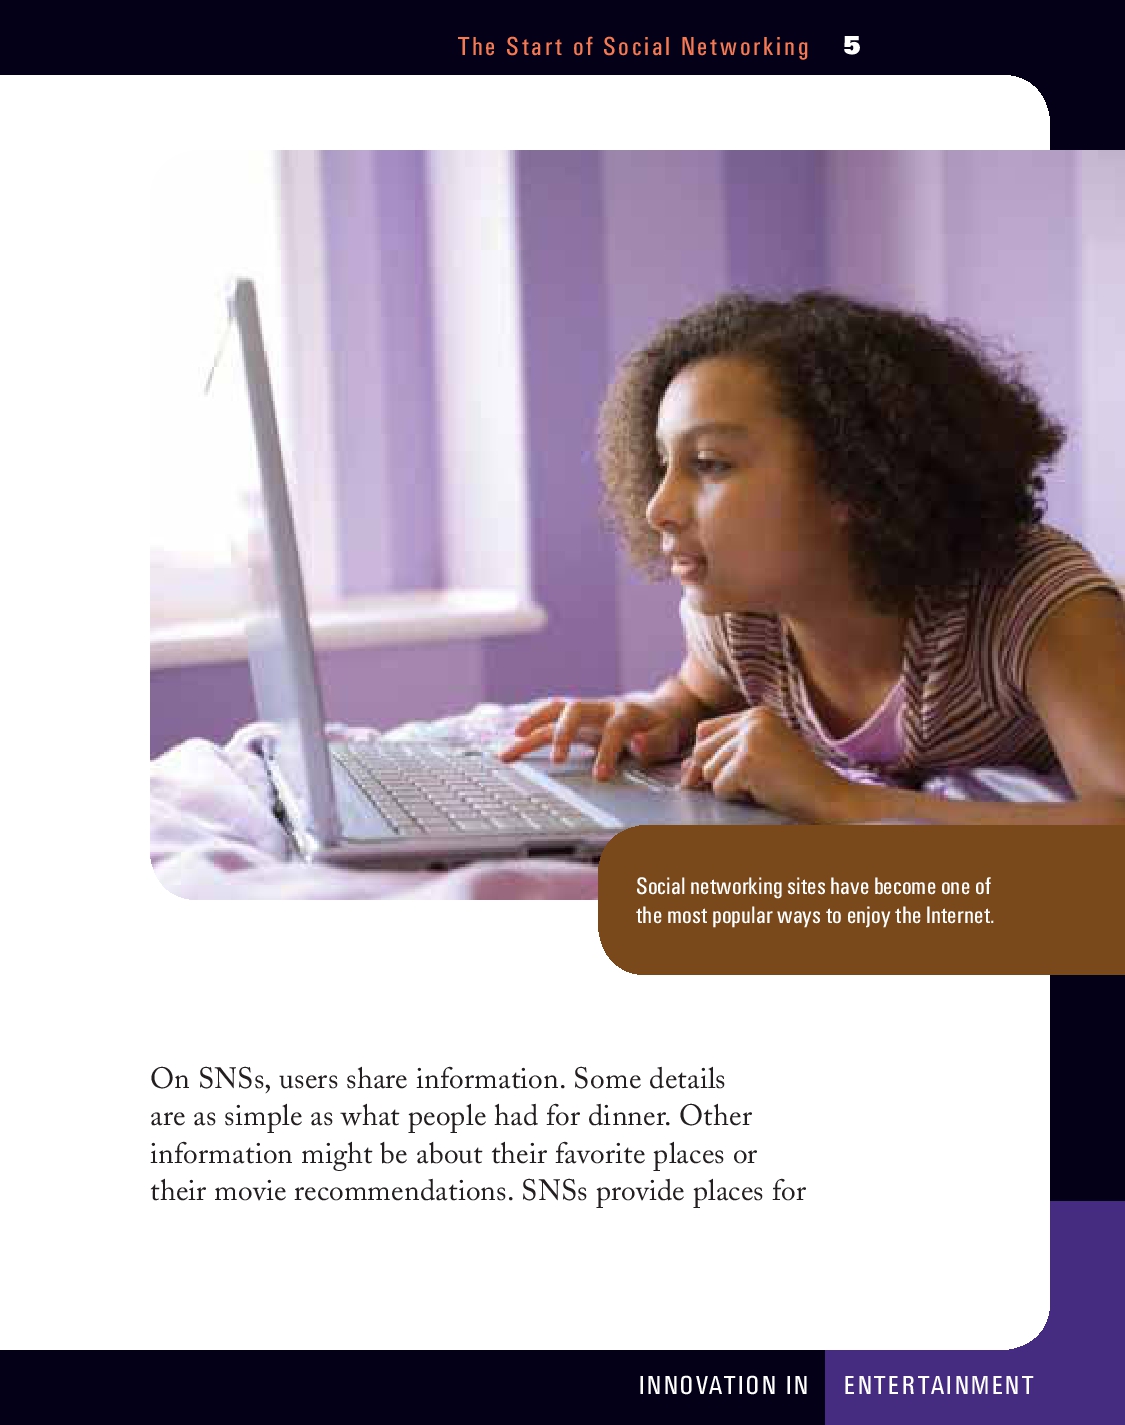 The Start of Social Networking 5
Social networking sites have become one of
the most popular ways to enjoy the Internet.
On SNSs, users share information. Some details
are as simple as what people had for dinner. Other
information might be about their favorite places or
their movie recommendations. SNSs provide places for
INNOVATION IN ENTERTAINMENT